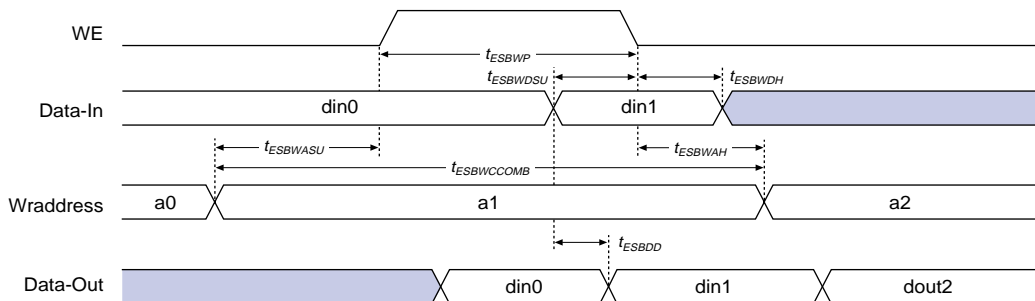 WE
tESBWP
tESBWDSU
tESBWDH
Data-In
din0
din1
tESBWASU
tESBWAH
tESBWCCOMB
Wraddress
a0
a1
a2
tESBDD
Data-Out
din0
din1
dout2